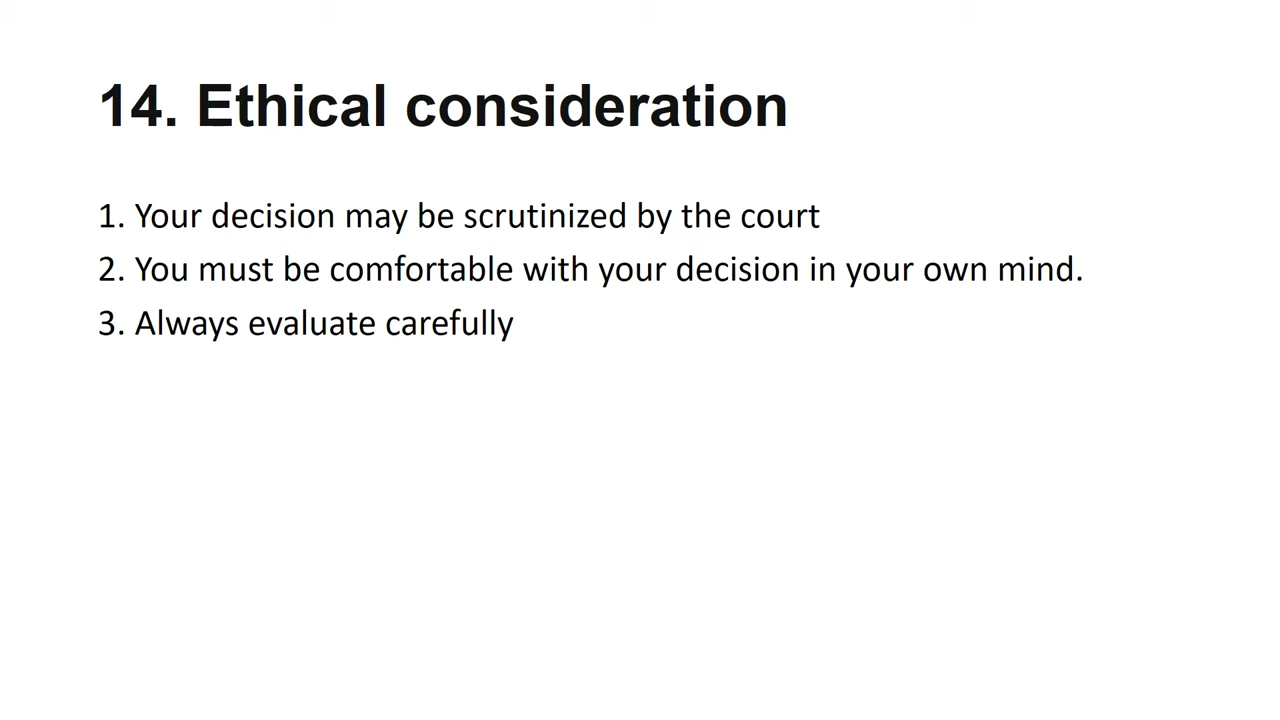 14. Ethical consideration
1. Your decision may be scrutinized by the court
2. You must be comfortable with your decision in your own mind.
3. Always evaluate carefully